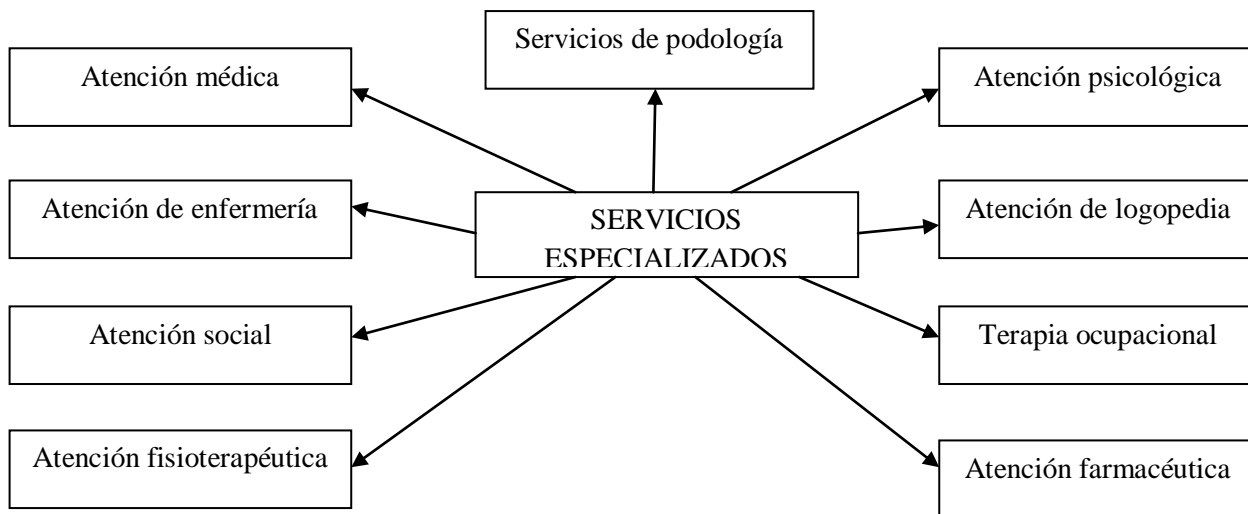 Servicios de podología
Atención médica
Atención psicológica
Atención de enfermería
SERVICIOS
ESPECIALIZADOS
Atención de logopedia
Atención social
Terapia ocupacional
Atención fisioterapéutica
Atención farmacéutica